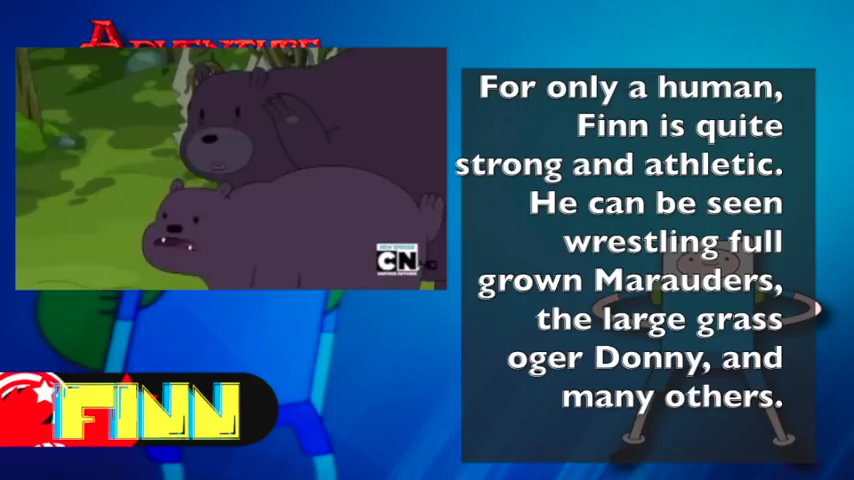 ADVENTURE
For only a human,
Finn is quite
strong and athletic.
He can be seen
wrestling full
grown Marauders,
the large grass
oger Donny, and
many others.
CN
FINN